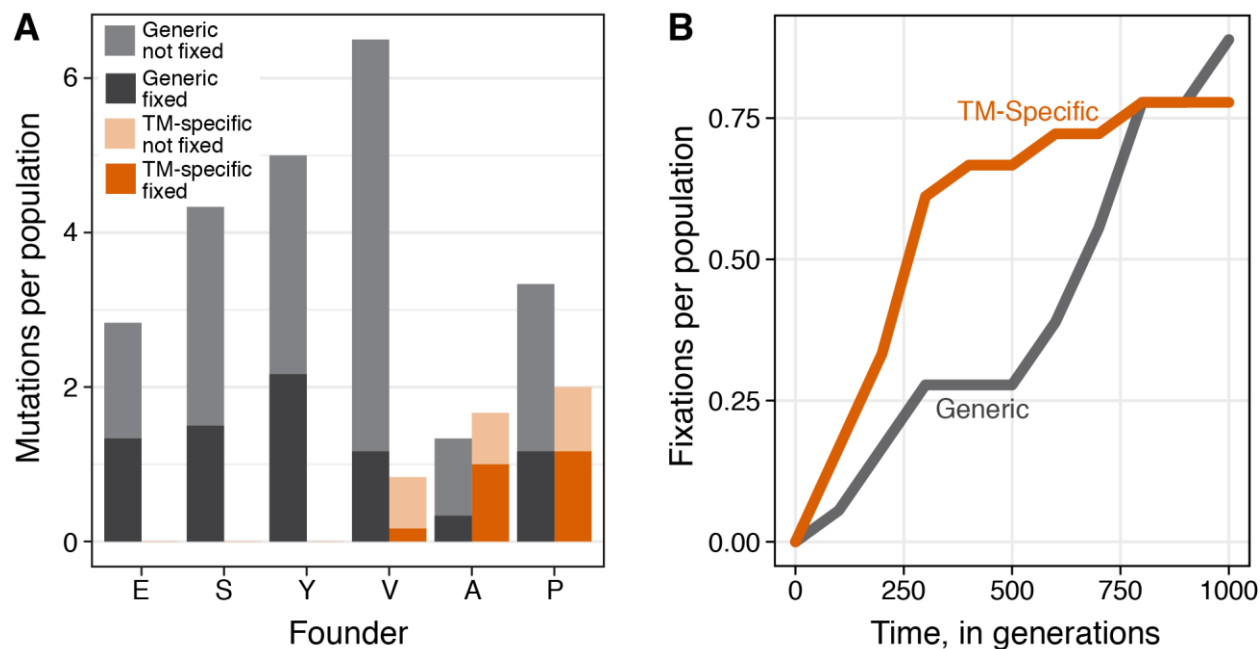 A
Generic
not fixed
Generic
fixed
TM-specific
not fixed
TM-specific
fixed
Mutations per population
6
4
2
0
E S Y V A P
Founder
B
TM-Specific
Generic
Fixations per population
0.75
0.50
0.25
0.00
0 250 500 750 1000
Time, in generations